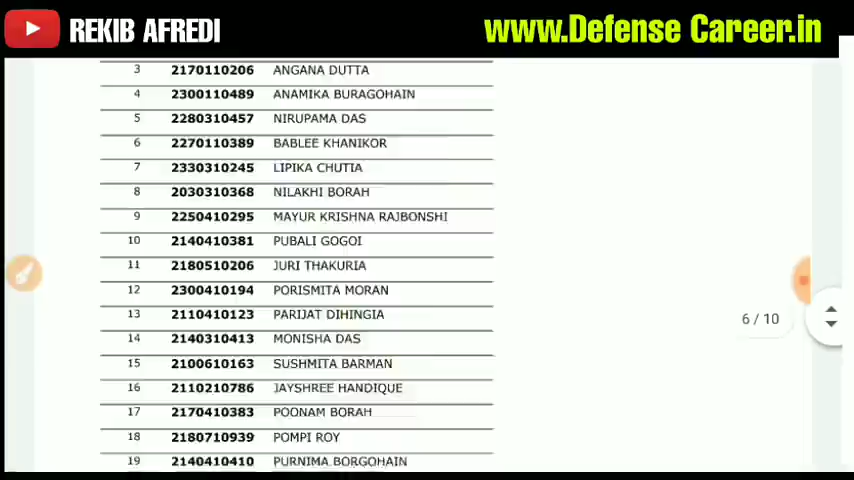 REKIB AFREDI
www.Defense Career.in
3 2170110206 ANGANA DUTTA
4 2300110489 ANAMIKA BURAGOHAIN
5 2280310457 NIRUPAMA DAS
6 2270110389 BABLEE KHANIKOR
7 2330310245 LIPIKA CHUTIA
8 2030310368 NILAKHI BORAH
9 2250410295 MAYUR KRISHNA RAJBONSHI
10 2140410381 PUBALI GOGOI
11 2180510206 JURI THAKURIA
12 2300410194 PORISMITA MORAN
13 2110410123 PARIJAT DIHINGIA
14 2140310413 MONISHA DAS
15 2100610163 SUSHMITA BARMAN
16 2110210786 JAYSHREE HANDIQUE
17 2170410383 POONAM BORAH
18 2180710939 POMPI ROY
19 2140410410 PURNIMA BORGOHAIN
6 / 10